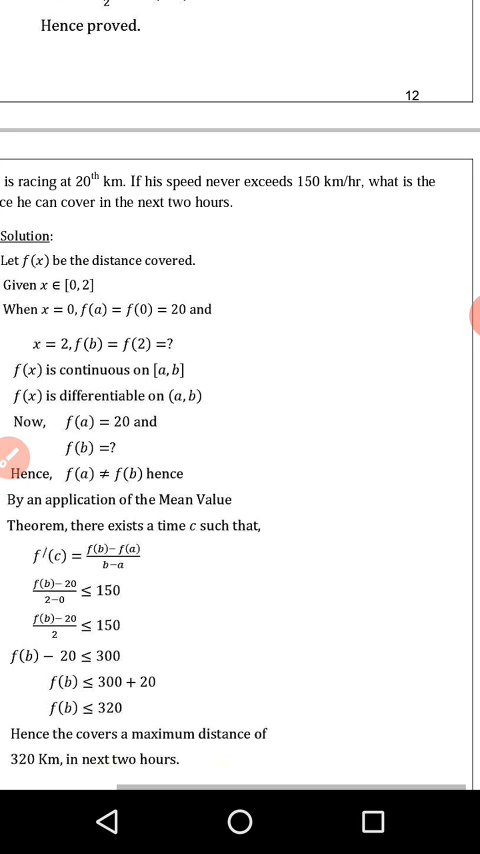 2
Hence proved.
12
is racing at 20th km. If his speed never exceeds 150 km/hr, what is the
ce he can cover in the next two hours.
Solution:
Let f(x) be the distance covered.
Given x ∈ [0, 2]
When x = 0, f(a) = f(0) = 20 and
x = 2, f(b) = f(2) =?
f(x) is continuous on [a, b]
f(x) is differentiable on (a, b)
Now, f(a) = 20 and
f(b) =?
Hence, f(a) ≠ f(b) hence
By an application of the Mean Value
Theorem, there exists a time c such that,
f′(c) = f(b)− f(a) / b−a
f(b)− 20 / 2−0 ≤ 150
f(b)− 20 / 2 ≤ 150
f(b) − 20 ≤ 300
f(b) ≤ 300 + 20
f(b) ≤ 320
Hence the covers a maximum distance of
320 Km, in next two hours.